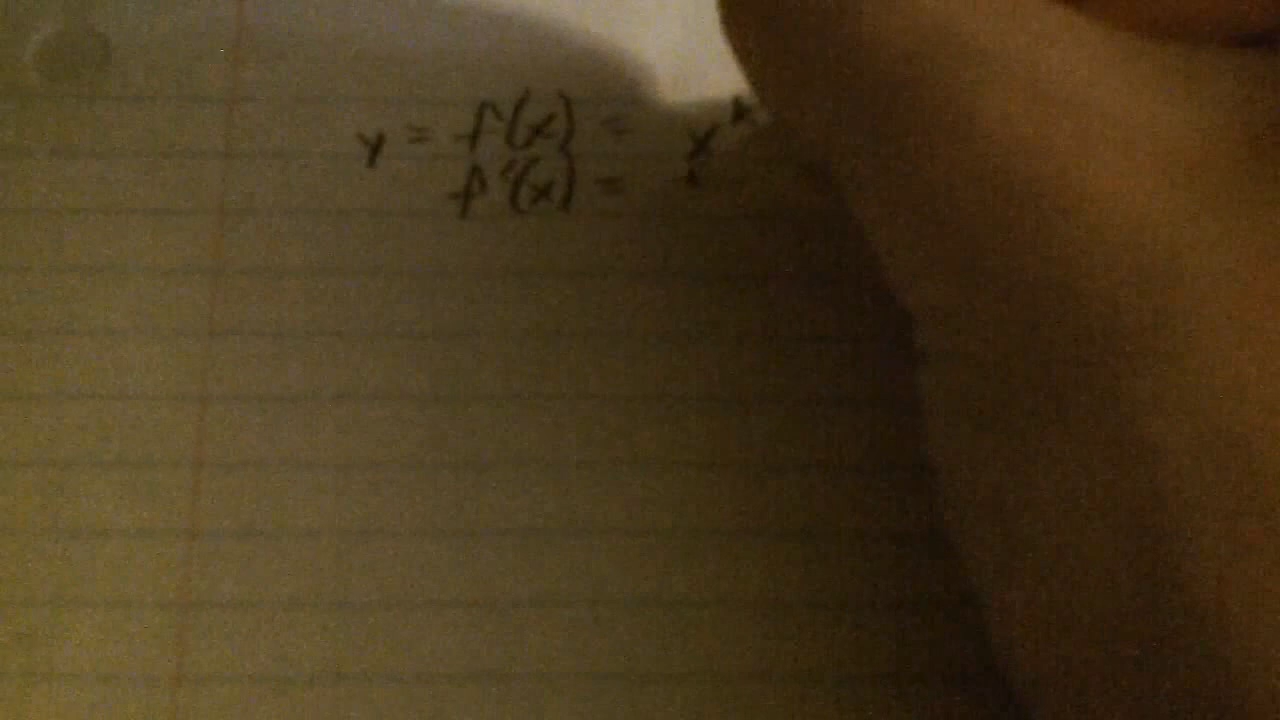 y = f(x) = x
f'(x) =